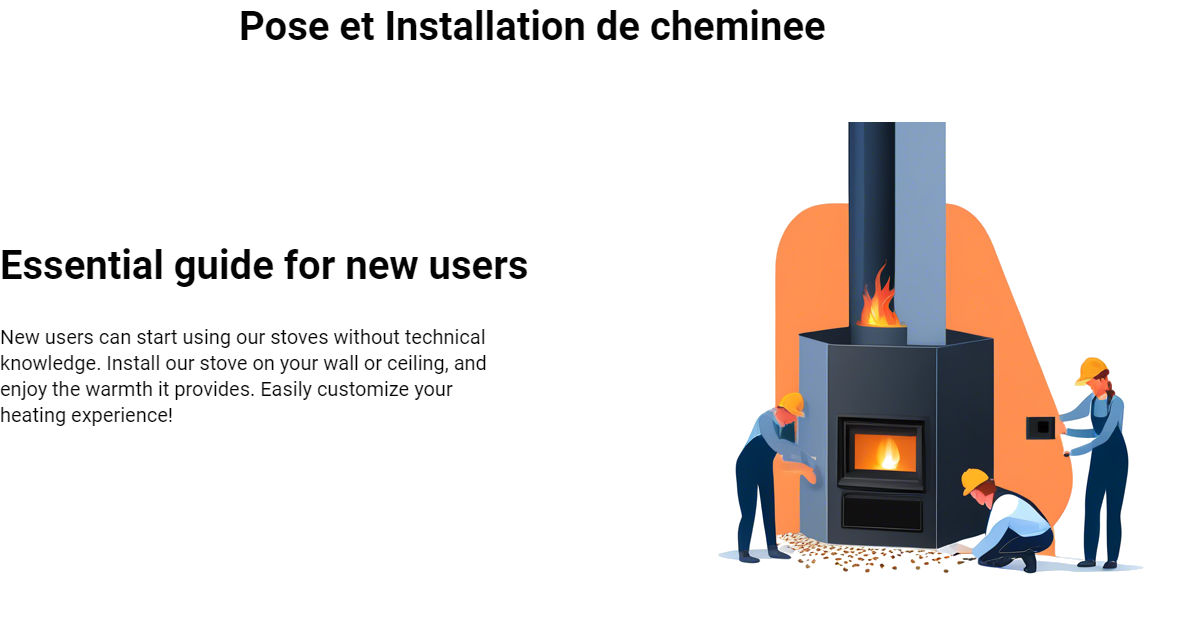 Pose et Installation de cheminee
Essential guide for new users
New users can start using our stoves without technical
knowledge. Install our stove on your wall or ceiling, and
enjoy the warmth it provides. Easily customize your
heating experience!